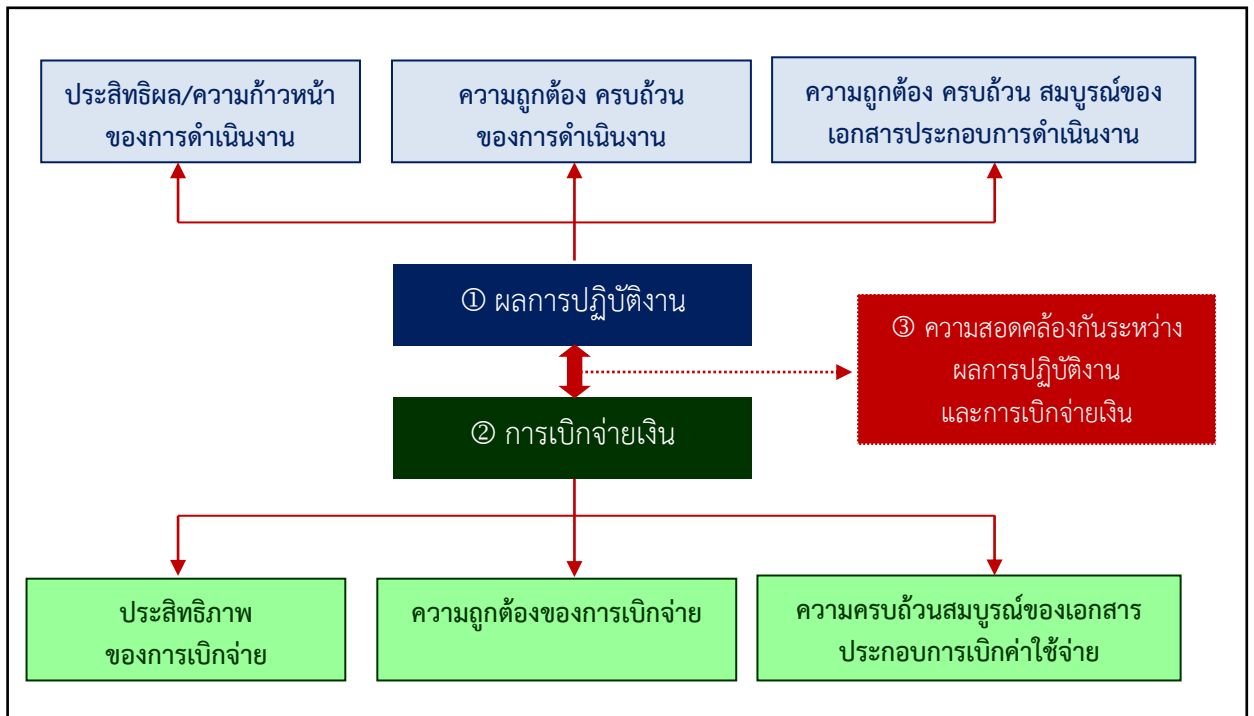 ประสิทธิผล/ความก้าวหน้า
ของการดำเนินงาน
ความถูกต้อง ครบถ้วน
ของการดำเนินงาน
ความถูกต้อง ครบถ้วน สมบูรณ์ของ
เอกสารประกอบการดำเนินงาน
① ผลการปฏิบัติงาน
③ ความสอดคล้องกันระหว่าง
ผลการปฏิบัติงาน
และการเบิกจ่ายเงิน
② การเบิกจ่ายเงิน
ประสิทธิภาพ
ของการเบิกจ่าย
ความถูกต้องของการเบิกจ่าย
ความครบถ้วนสมบูรณ์ของเอกสาร
ประกอบการเบิกค่าใช้จ่าย